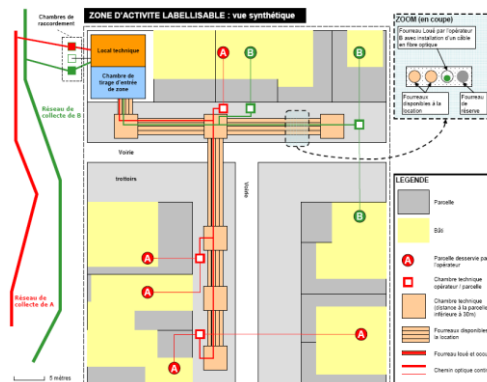 Chambres de
raccordement
ZONE D'ACTIVITE LABELLISABLE : vue synthétique
ZOOM (en coupe)
Fourreau Loué par l'opérateur
B avec installation d'un câble en
fibre optique
Fourreaux
disponibles à la
location
Fourreau
de
réserve
Local technique
Chambre de
tirage d'entrée
de zone
A
B
B
Réseau de
collecte de B
Voirie
trottoirs
Voirie
B
A
A
A
A
Réseau de
collecte de A
5 mètres
LEGENDE
Parcelle
Bâti
A
Parcelle desservie pa
l'opérateur
Chambre technique
opérateur / parcelle
Chambre technique
(distance à la parcelle
inférieure à 30m)
Fourreaux disponibles
la location
Fourreau loué et occu
Chemin optique contr